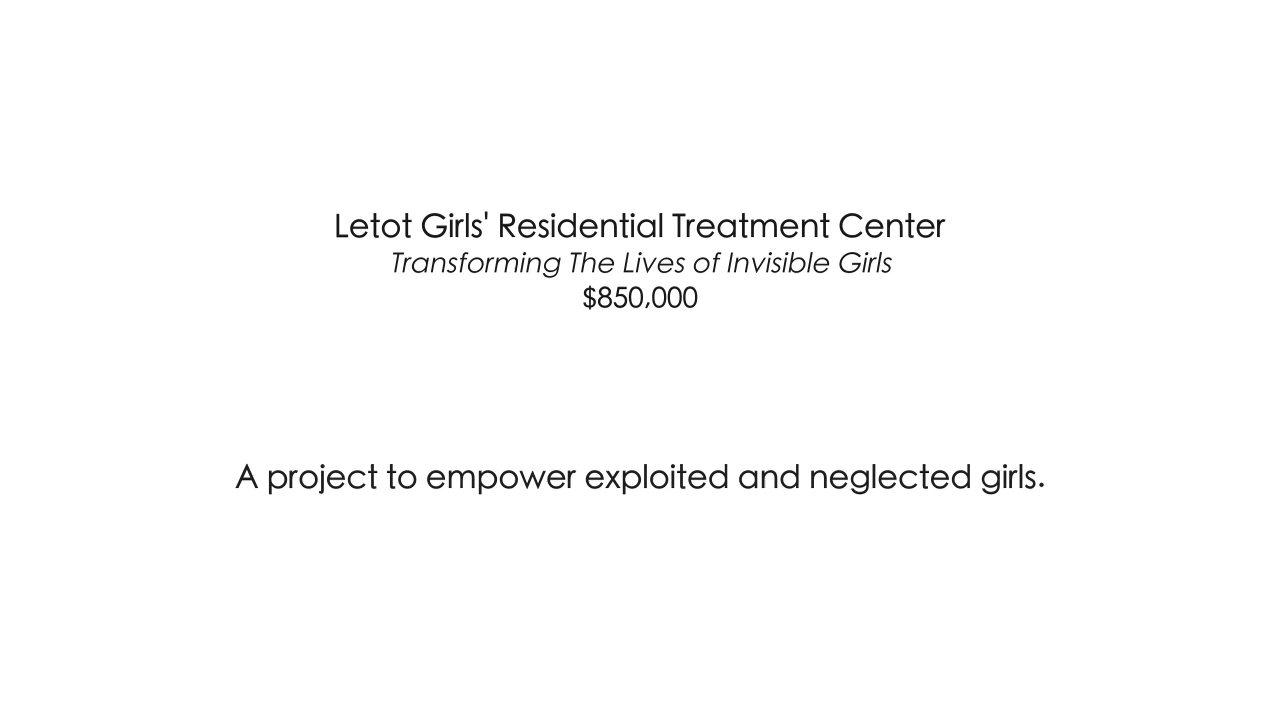 Letot Girls' Residential Treatment Center
Transforming The Lives of Invisible Girls
$850,000
A project to empower exploited and neglected girls.